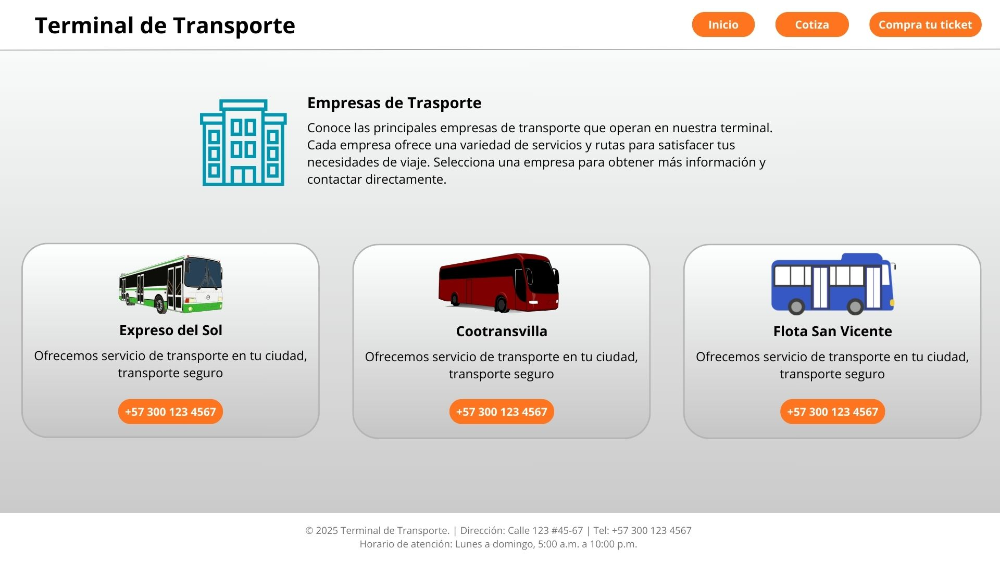 Terminal de Transporte
Inicio
Cotiza
Compra tu ticket
Empresas de Trasporte
Conoce las principales empresas de transporte que operan en nuestra terminal.
Cada empresa ofrece una variedad de servicios y rutas para satisfacer tus
necesidades de viaje. Selecciona una empresa para obtener más información y
contactar directamente.
Expreso del Sol
Ofrecemos servicio de transporte en tu ciudad,
transporte seguro
+57 300 123 4567
Cootransvilla
Ofrecemos servicio de transporte en tu ciudad,
transporte seguro
+57 300 123 4567
Flota San Vicente
Ofrecemos servicio de transporte en tu ciudad,
transporte seguro
+57 300 123 4567
© 2025 Terminal de Transporte. | Dirección: Calle 123 #45-67 | Tel: +57 300 123 4567
Horario de atención: Lunes a domingo, 5:00 a.m. a 10:00 p.m.